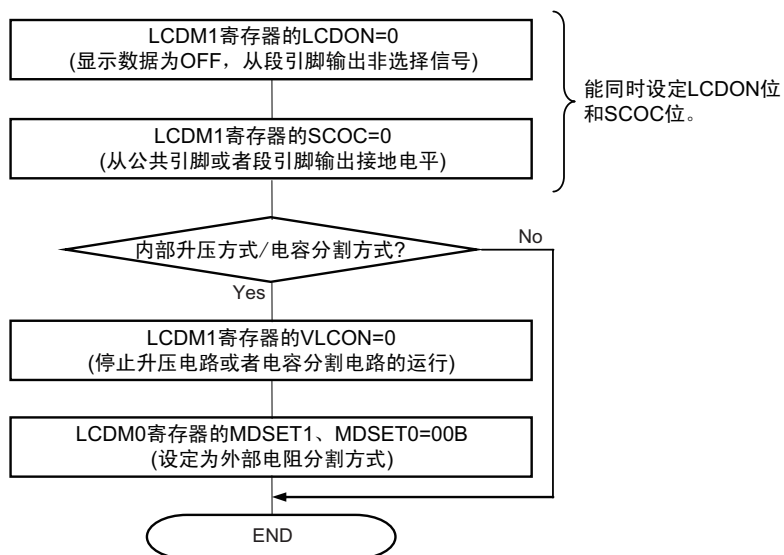 LCDM1寄存器的LCDON=0
(显示数据为OFF，从段引脚输出非选择信号)
能同时设定LCDON位
和SCOC位。
LCDM1寄存器的SCOC=0
(从公共引脚或者段引脚输出接地电平)
内部升压方式/电容分割方式?
No
Yes
LCDM1寄存器的VLCON=0
(停止升压电路或者电容分割电路的运行)
LCDM0寄存器的MDSET1、MDSET0=00B
(设定为外部电阻分割方式)
END